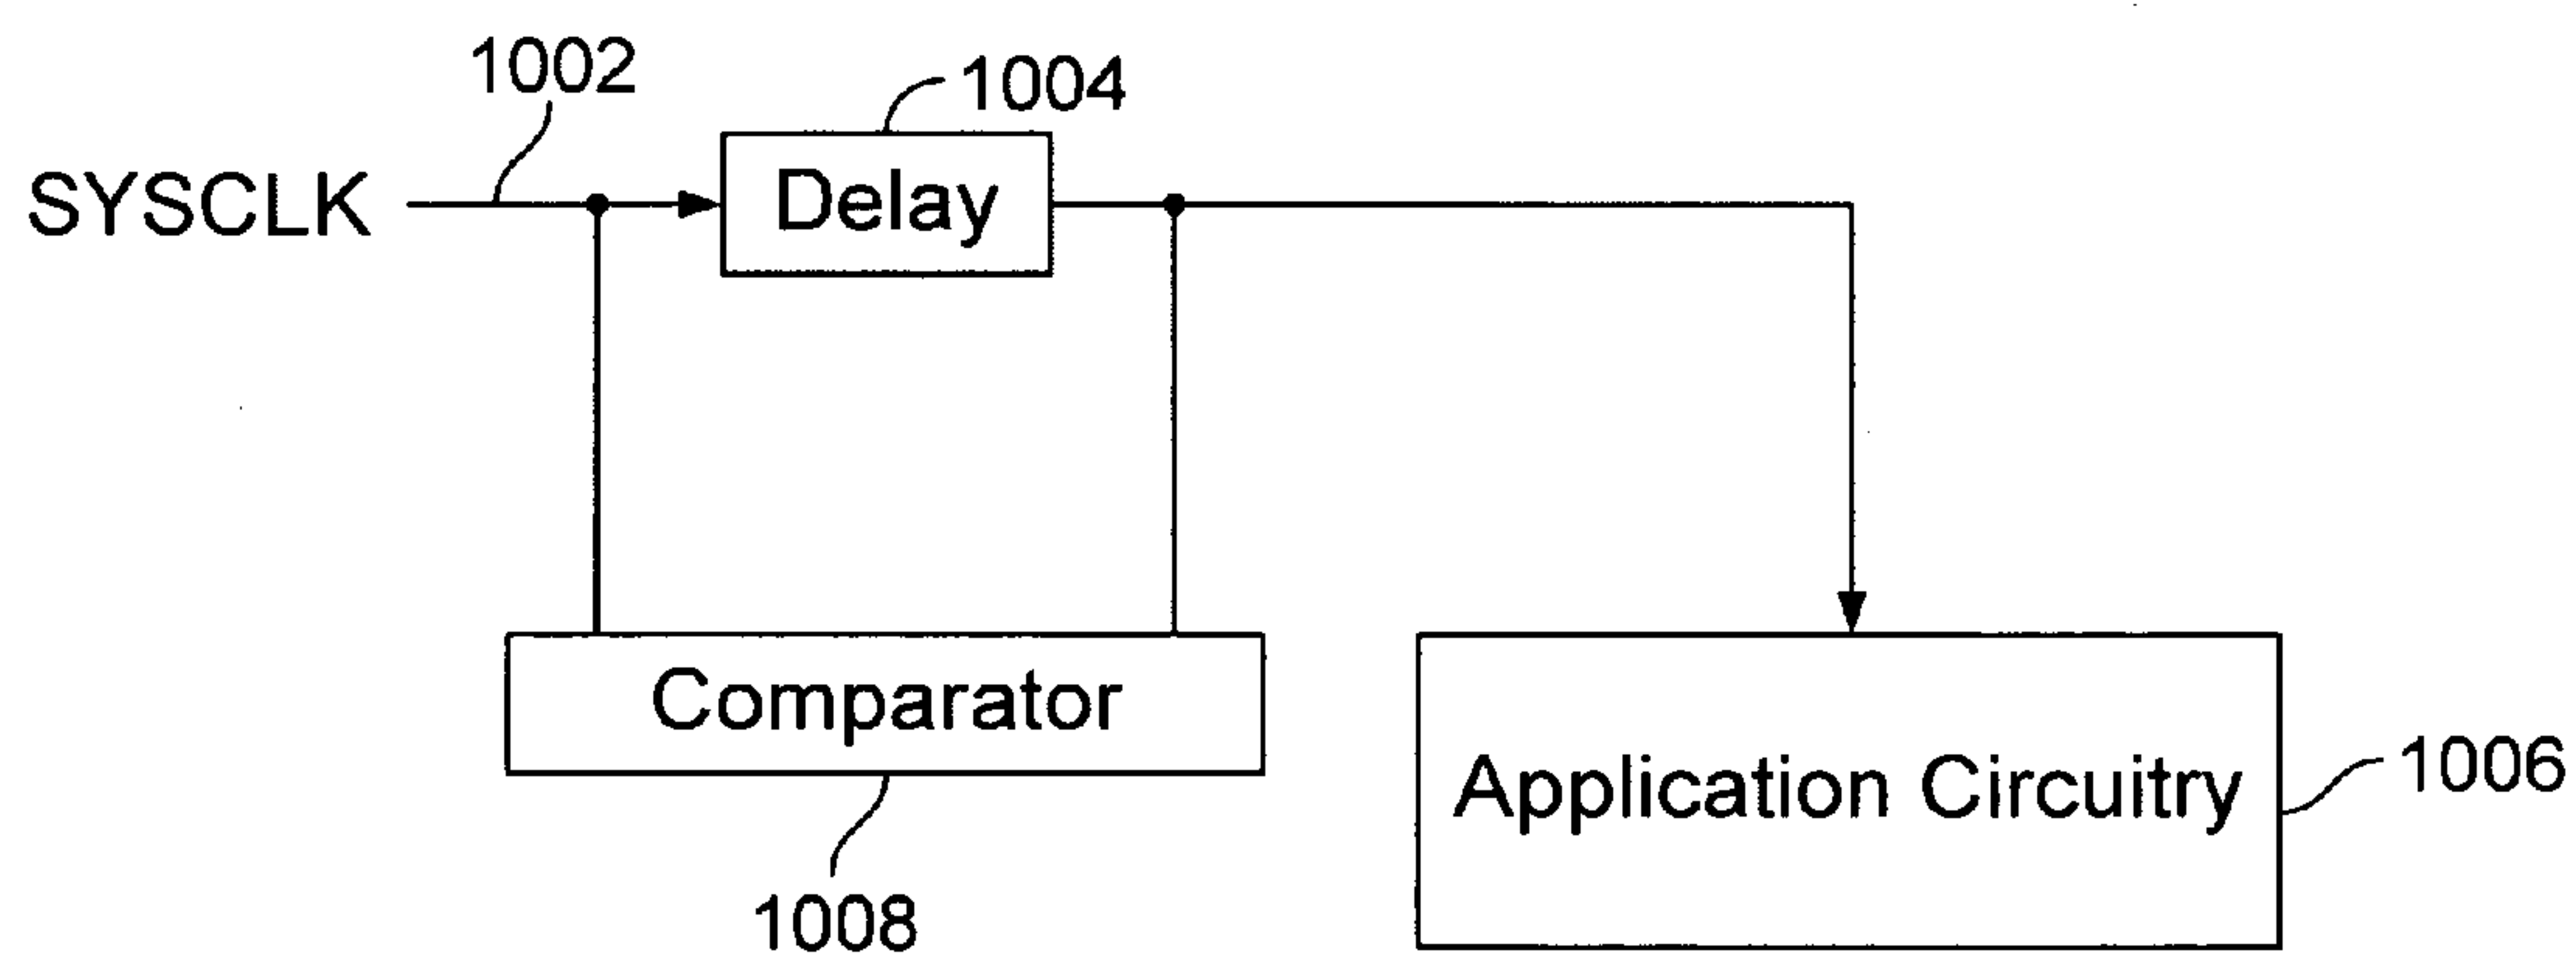 1002
1004
SYSCLK
Delay
Comparator
Application Circuitry
1006
1008